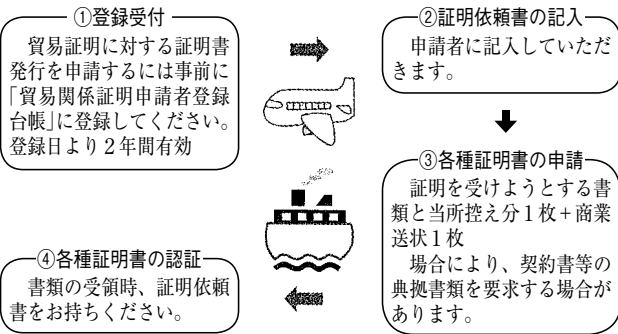 ①登録受付
貿易証明に対する証明書
発行を申請するには事前に
「貿易関係証明申請者登録
台帳」に登録してください。
登録日より2年間有効
②証明依頼書の記入
申請者に記入していただ
きます。
③各種証明書の申請
証明を受けようとする書
類と当所控え分1枚+商業
送状1枚
場合により、契約書等の
典拠書類を要求する場合が
あります。
④各種証明書の認証
書類の受領時、証明依頼
書をお持ちください。